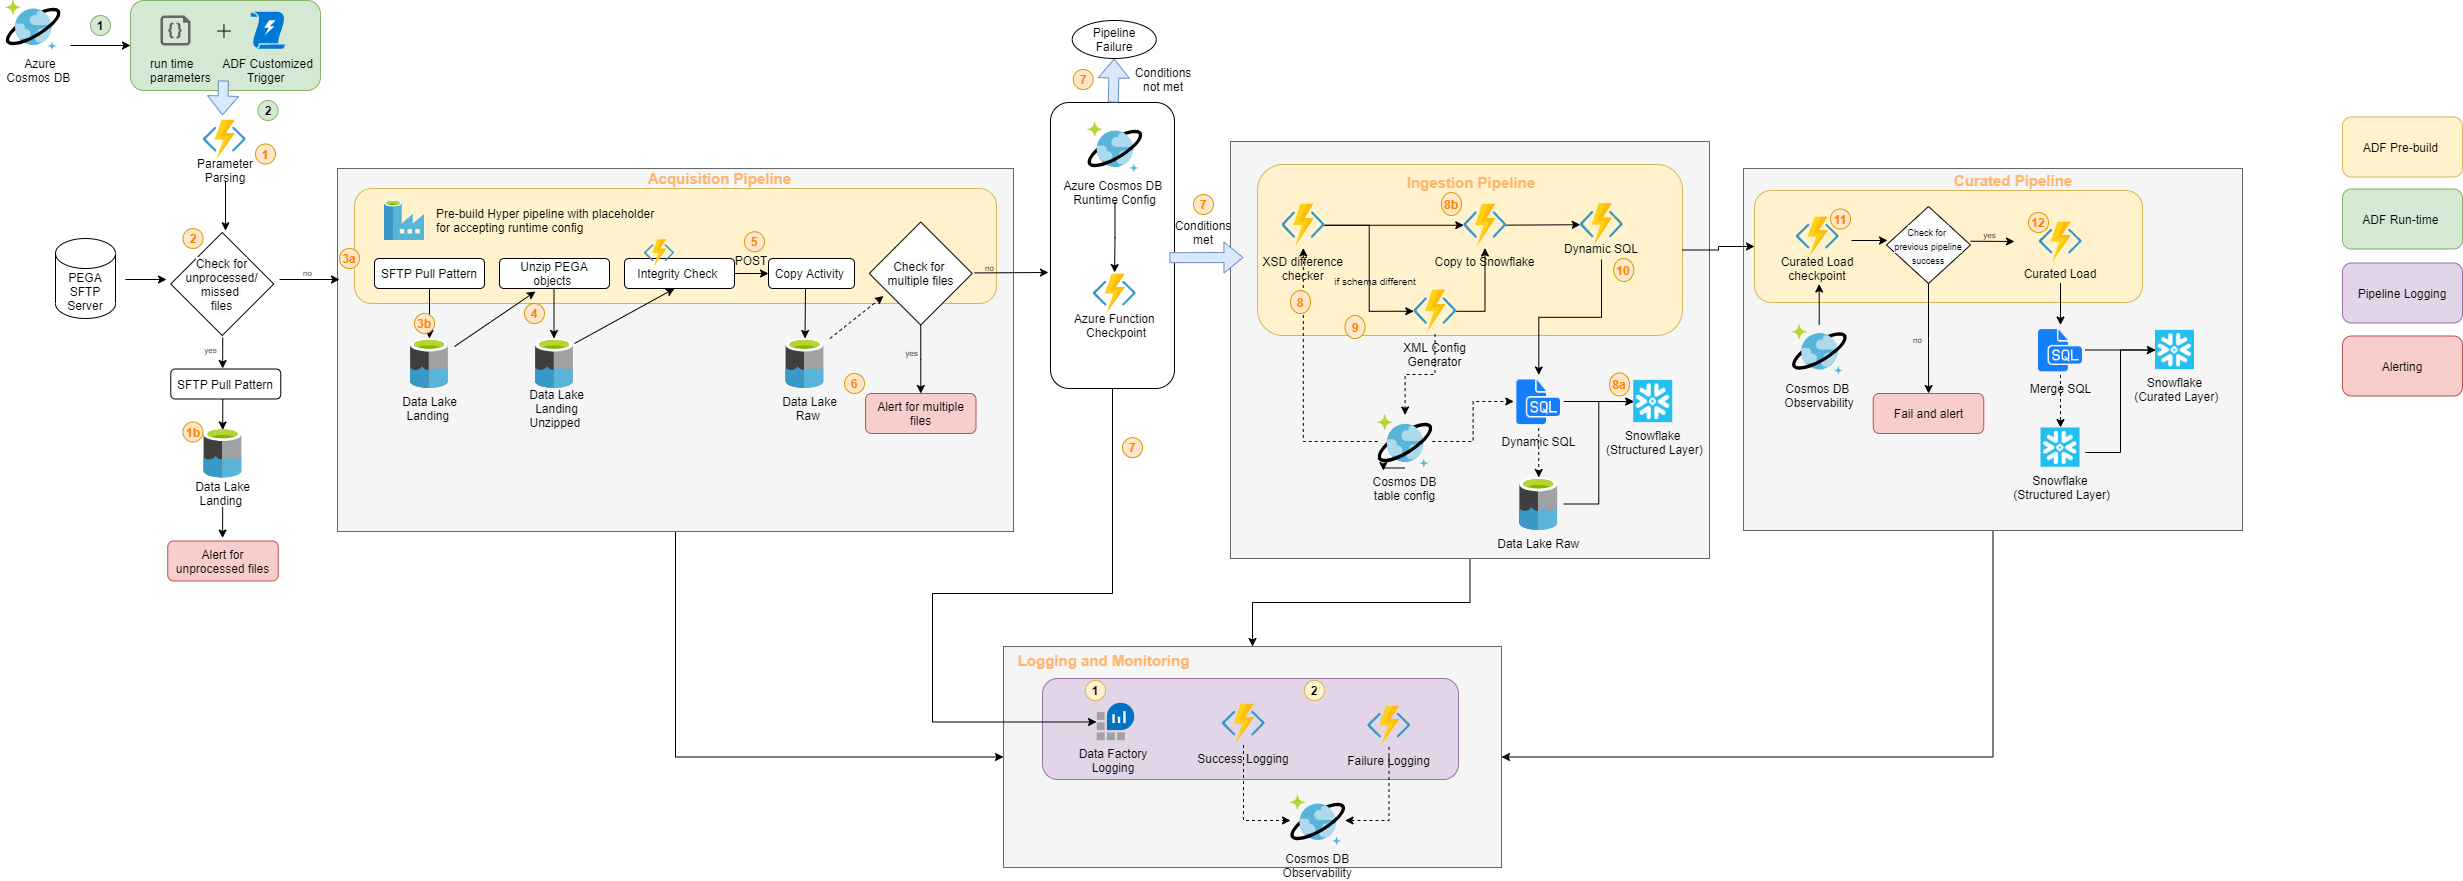 1
Azure
Cosmos DB
run time
parameters
+
ADF Customized
Trigger
2
Parameter
Parsing
1
PEGA
SFTP
Server
2
Check for
unprocessed/
missed
files
no
yes
SFTP Pull Pattern
1b
Data Lake
Landing
Alert for
unprocessed files
Acquisition Pipeline
Pre-build Hyper pipeline with placeholder
for accepting runtime config
3a
SFTP Pull Pattern
Unzip PEGA
objects
Integrity Check
5
POST
Copy Activity
Check for
multiple files
no
3b
4
Data Lake
Landing
Data Lake
Landing
Unzipped
Data Lake
Raw
yes
6
Alert for multiple
files
Pipeline
Failure
7
Conditions
not met
Azure Cosmos DB
Runtime Config
Azure Function
Checkpoint
7
Conditions
met
7
Ingestion Pipeline
8b
XSD difference
checker
Copy to Snowflake
Dynamic SQL
10
if schema different
8
9
XML Config
Generator
Cosmos DB
table config
SQL
Dynamic SQL
8a
Snowflake
(Structured Layer)
Data Lake Raw
Curated Pipeline
11
Curated Load
checkpoint
Check for
previous pipeline
success
yes
12
Curated Load
no
Cosmos DB
Observability
Fail and alert
SQL
Merge SQL
Snowflake
(Curated Layer)
Snowflake
(Structured Layer)
ADF Pre-build
ADF Run-time
Pipeline Logging
Alerting
Logging and Monitoring
1
2
Data Factory
Logging
Success Logging
Failure Logging
Cosmos DB
Observability